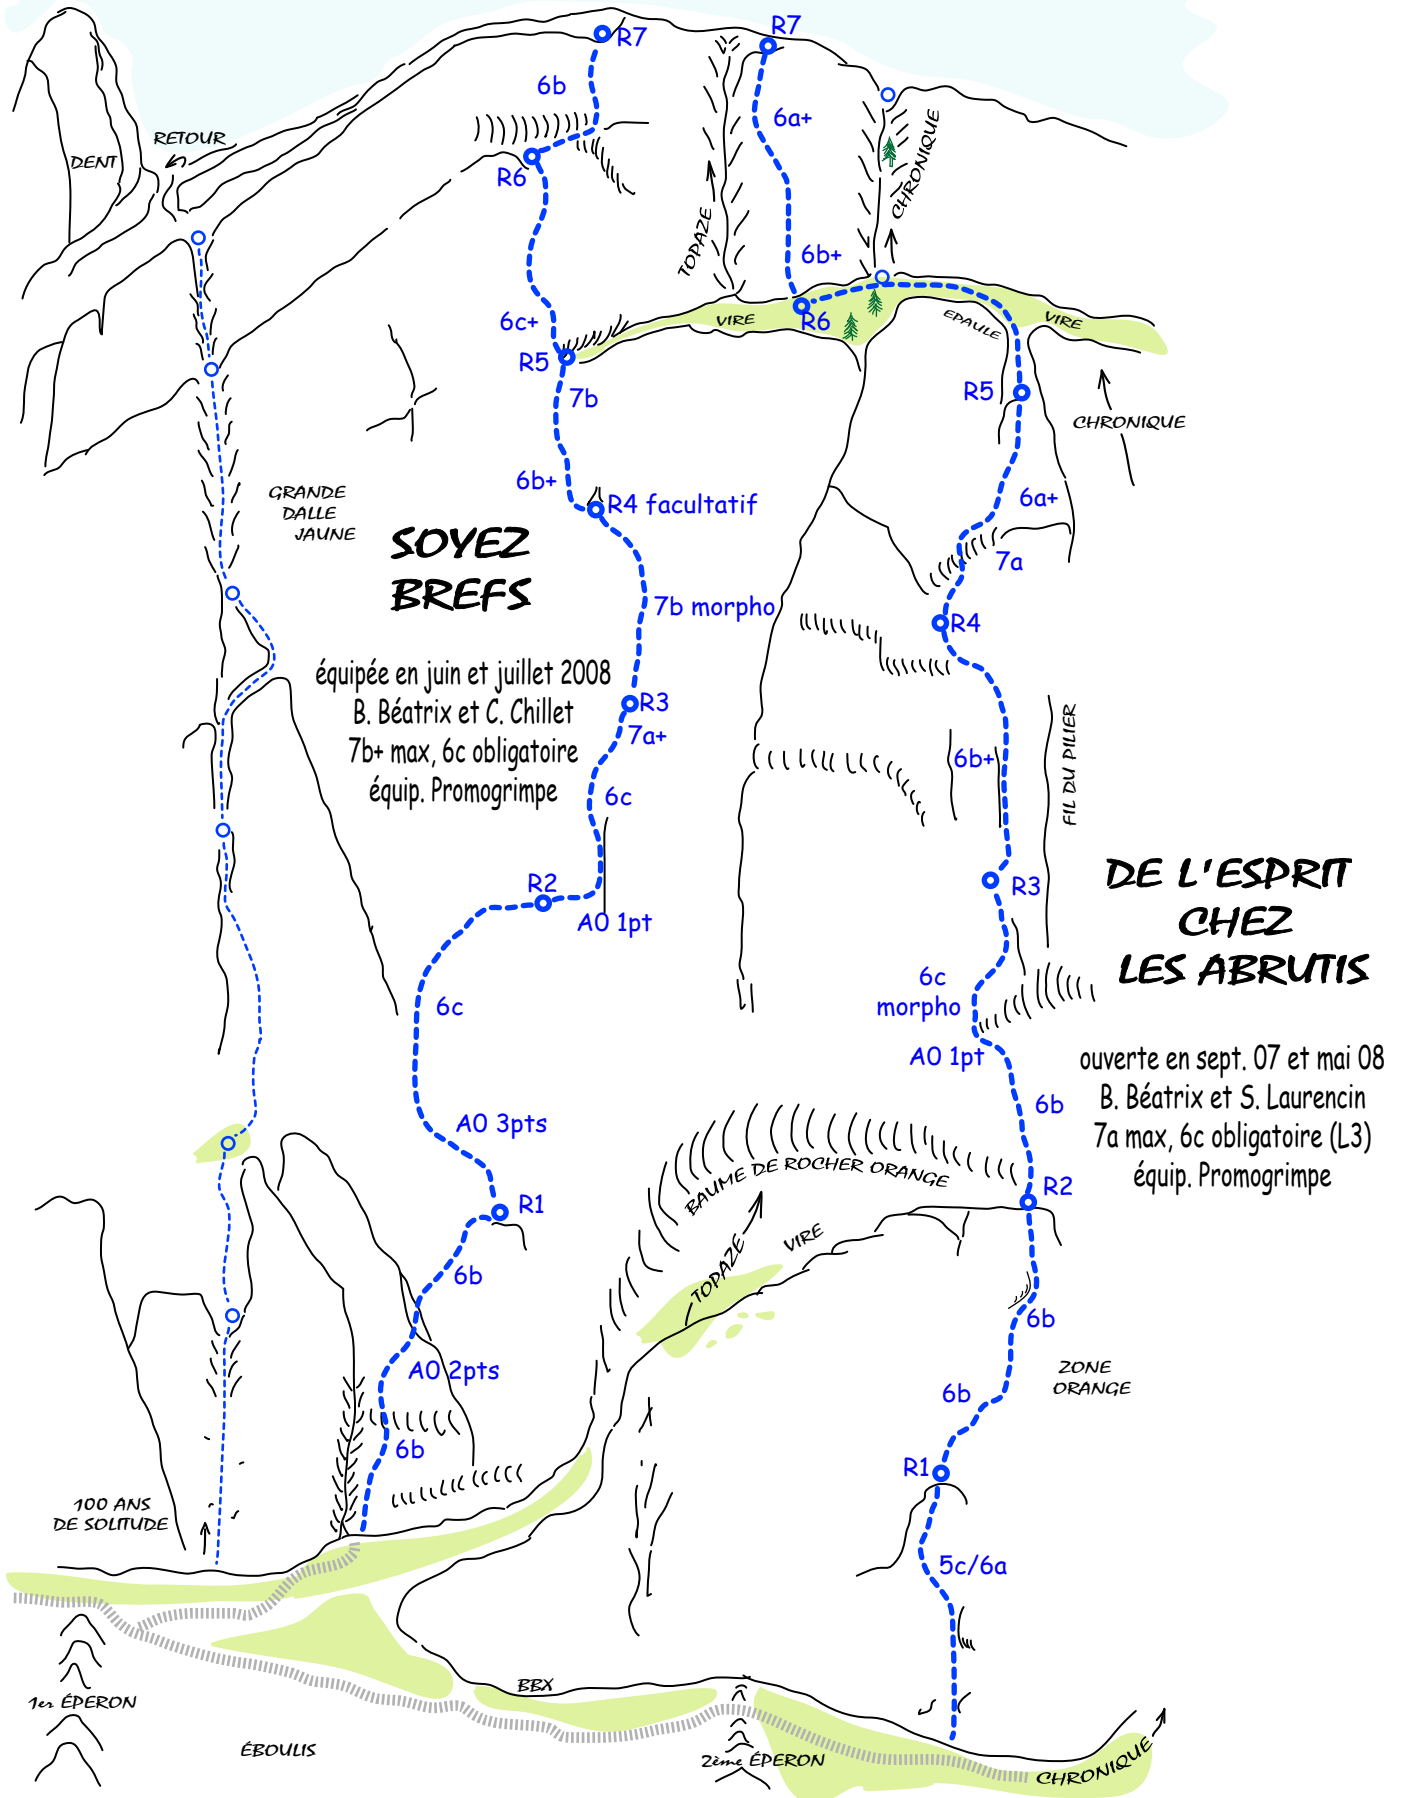 R7
R7
6b
6a+
RETOUR
DENT
R6
CHRONIQUE
TOPAZE
6b+
6c+
R5
VIRE
R6
EPAULE
VIRE
7b
R5
CHRONIQUE
6b+
R4 facultatif
6a+
GRANDE
DALLE
JAUNE
SOYEZ
BREFS
7a
7b morpho
R4
équipée en juin et juillet 2008
B. Béatrix et C. Chillet
7b+ max, 6c obligatoire
équip. Promogrimpe
R3
7a+
6c
6b+
FIL DU PILIER
R2
A0 1pt
R3
DE L'ESPRIT
CHEZ
LES ABRUTIS
6c
6c
morpho
A0 1pt
ouverte en sept. 07 et mai 08
B. Béatrix et S. Laurencin
7a max, 6c obligatoire (L3)
équip. Promogrimpe
6b
A0 3pts
BAUME DE ROCHER ORANGE
R1
R2
TOPAZE
VIRE
6b
6b
A0 2pts
ZONE
ORANGE
6b
6b
R1
100 ANS
DE SOLITUDE
5c/6a
1er ÉPERON
BBX
ÉBOULIS
2ème ÉPERON
CHRONIQUE